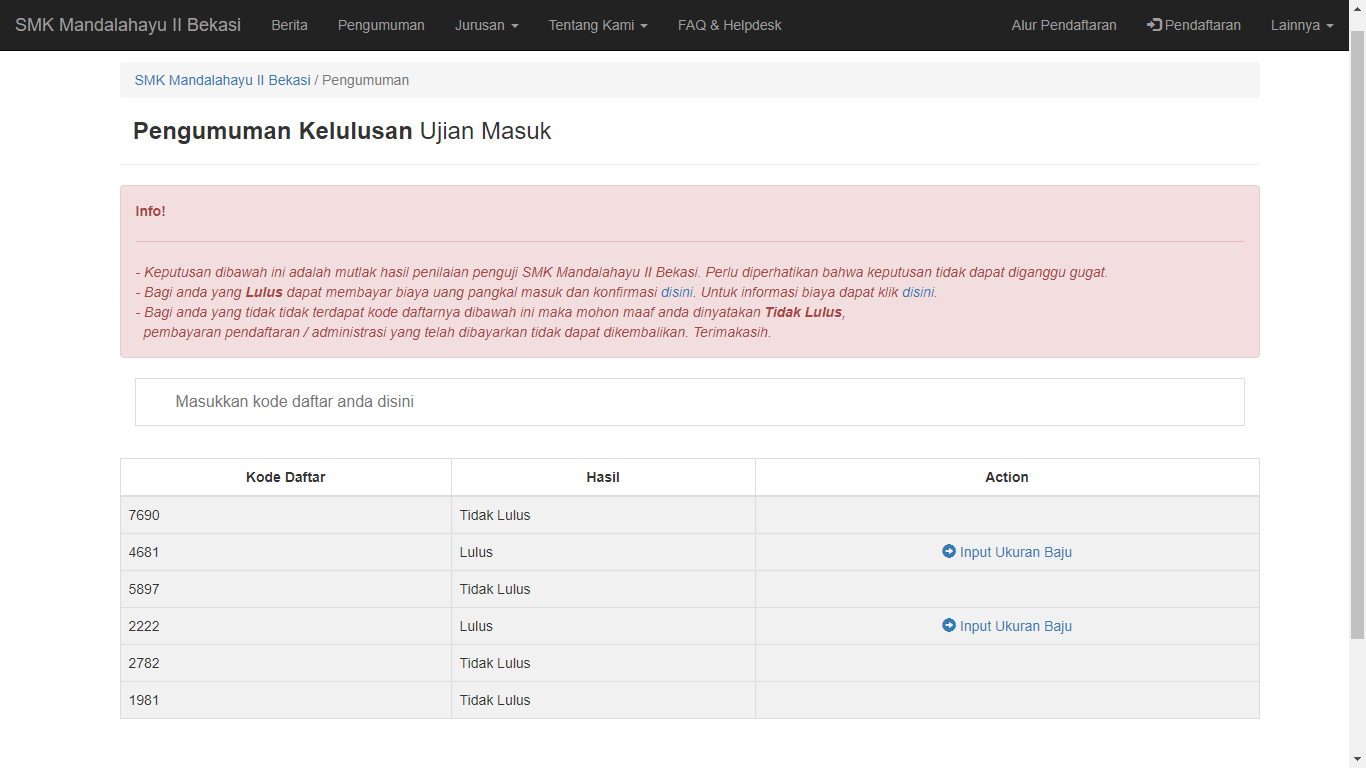 SMK Mandalahayu II Bekasi Berita Pengumuman Jurusan Tentang Kami FAQ & Helpdesk Alur Pendaftaran Pendaftaran Lainnya
SMK Mandalahayu II Bekasi / Pengumuman
Pengumuman Kelulusan Ujian Masuk
Info!
- Keputusan dibawah ini adalah mutlak hasil penilaian penguji SMK Mandalahayu II Bekasi. Perlu diperhatikan bahwa keputusan tidak dapat diganggu gugat.
- Bagi anda yang Lulus dapat membayar biaya uang pangkal masuk dan konfirmasi disini. Untuk informasi biaya dapat klik disini.
- Bagi anda yang tidak tidak terdapat kode daftarnya dibawah ini maka mohon maaf anda dinyatakan Tidak Lulus,
pembayaran pendaftaran / administrasi yang telah dibayarkan tidak dapat dikembalikan. Terimakasih.
Masukkan kode daftar anda disini
Kode Daftar Hasil Action
7690 Tidak Lulus
4681 Lulus Input Ukuran Baju
5897 Tidak Lulus
2222 Lulus Input Ukuran Baju
2782 Tidak Lulus
1981 Tidak Lulus